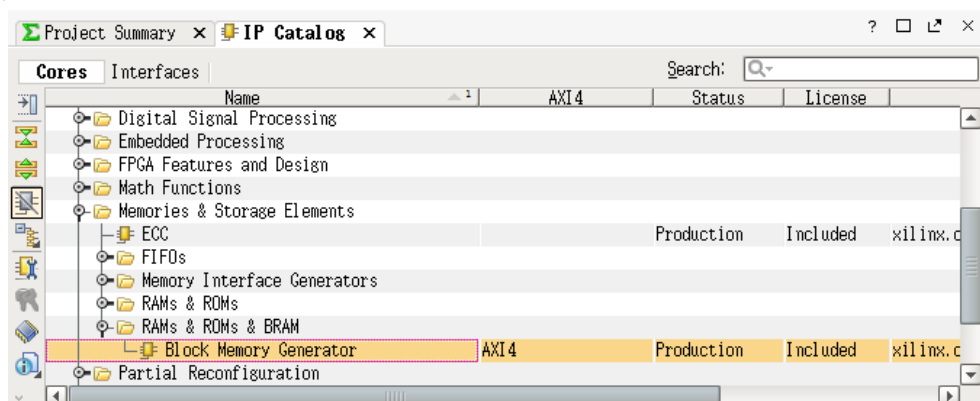 Project Summary × IP Catalog × ? 
Cores Interfaces Search:
Name 1 AXI4 Status License
Digital Signal Processing
Embedded Processing
FPGA Features and Design
Math Functions
Memories & Storage Elements
ECC Production Included xilinx.c
FIFOs
Memory Interface Generators
RAMs & ROMs
RAMs & ROMs & BRAM
Block Memory Generator AXI4 Production Included xilinx.c
Partial Reconfiguration